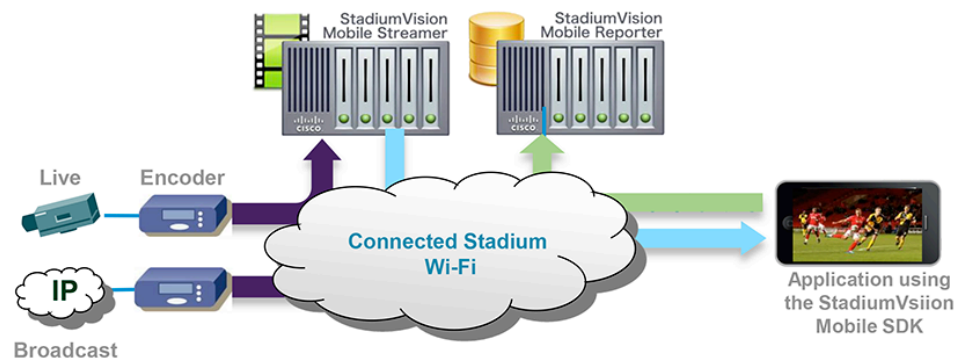 StadiumVision
Mobile Streamer
StadiumVision
Mobile Reporter
CISCO
CISCO
Live
Encoder
IP
Broadcast
Connected Stadium
Wi-Fi
Application using
the StadiumVsiion
Mobile SDK